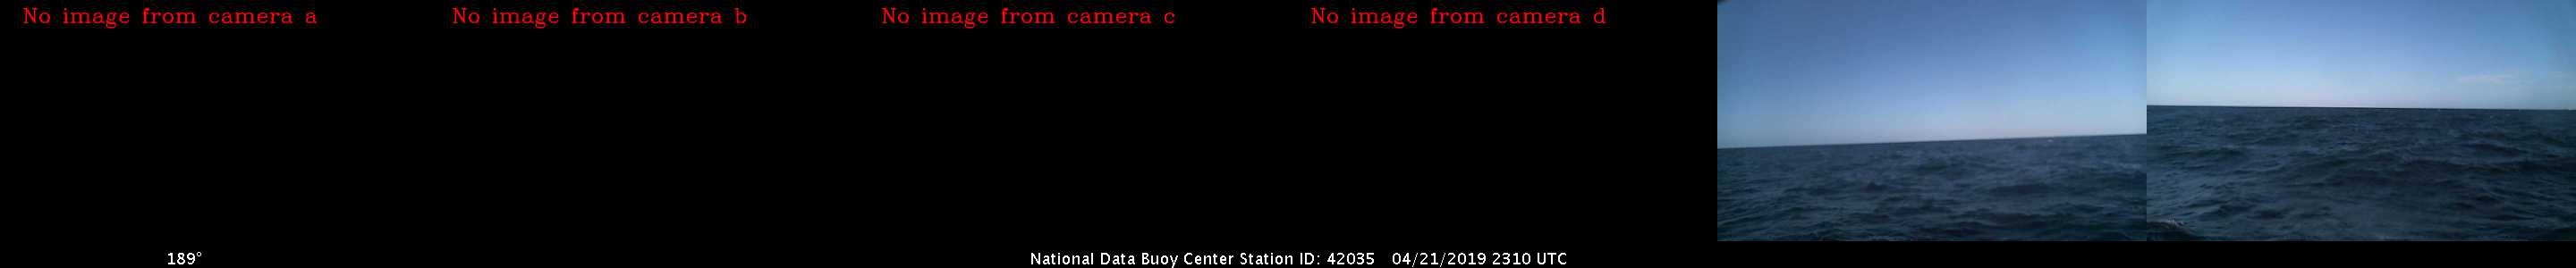 No image from camera a
No image from camera b
No image from camera c
No image from camera d
189°
National Data Buoy Center Station ID: 42035 04/21/2019 2310 UTC